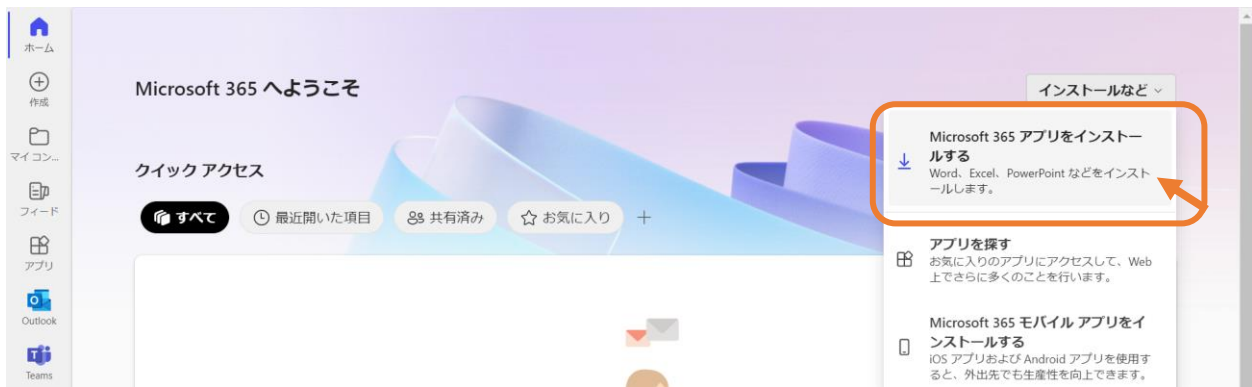 ホーム
作成
マイ コン...
フィード
アプリ
Outlook
Teams
Microsoft 365 へようこそ
インストールなど
クイック アクセス
すべて
最近開いた項目
共有済み
お気に入り
Microsoft 365 アプリをインストー
ルする
Word、Excel、PowerPoint などをインスト
ールします。
アプリを探す
お気に入りのアプリにアクセスして、Web
上でさらに多くのことを行います。
Microsoft 365 モバイル アプリをイ
ンストールする
iOS アプリおよび Android アプリを使用す
ると、外出先でも生産性を向上できます。